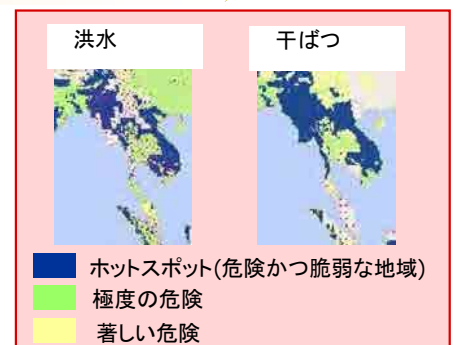 洪水
干ばつ
ホットスポット(危険かつ脆弱な地域)
極度の危険
著しい危険